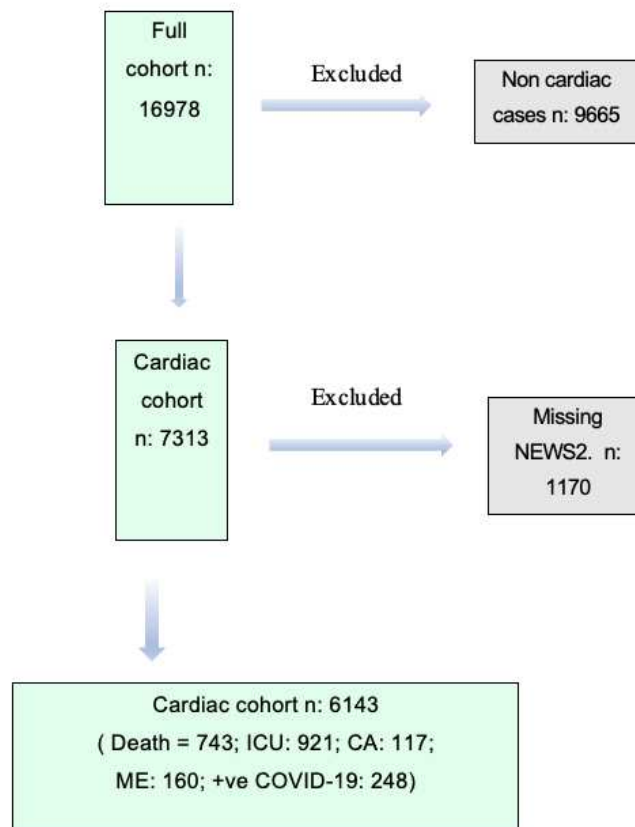 Full
cohort n:
16978
Excluded
Non cardiac
cases n: 9665
Cardiac
cohort
n: 7313
Excluded
Missing
NEWS2. n:
1170
Cardiac cohort n: 6143
( Death = 743; ICU: 921; CA: 117;
ME: 160; +ve COVID-19: 248)